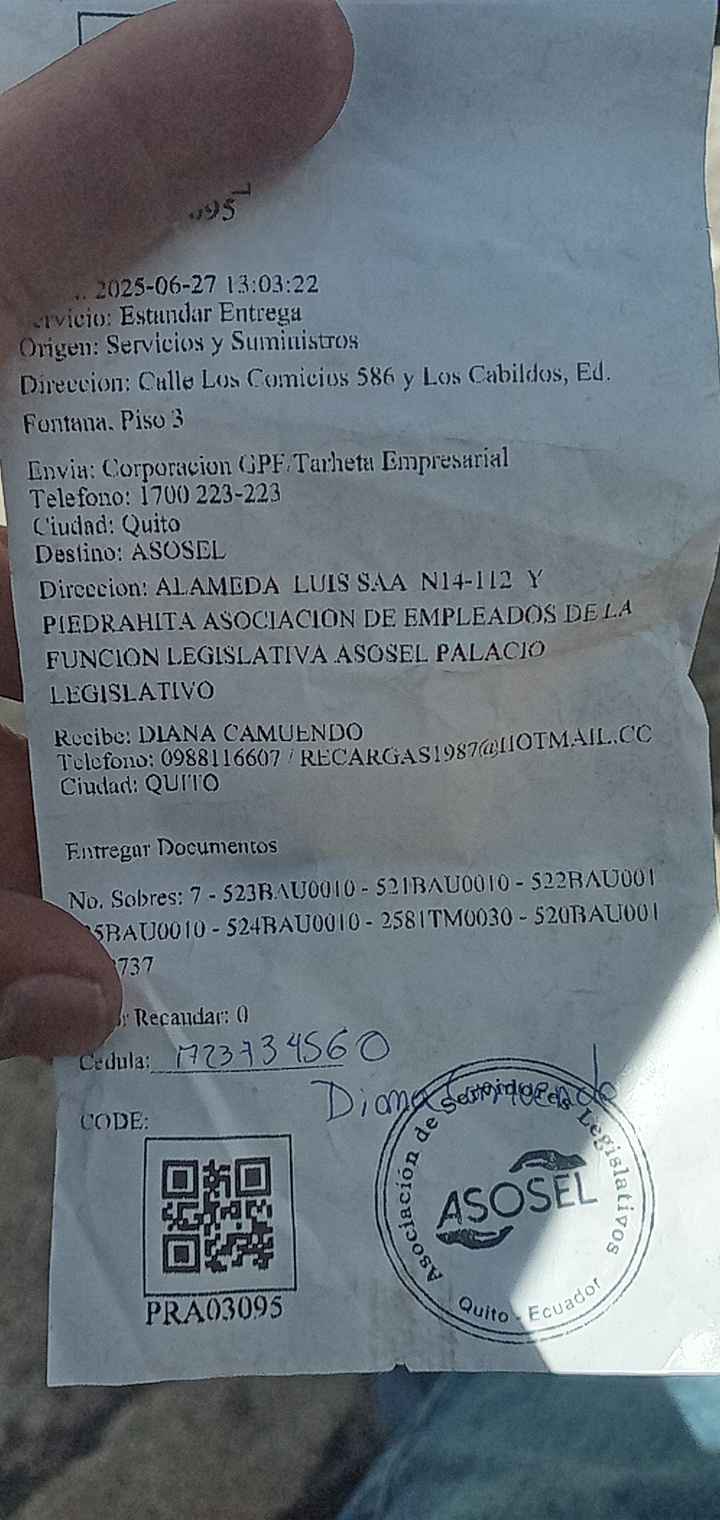 095
2025-06-27 13:03:22
Servicio: Estandar Entrega
Origen: Servicios y Suministros
Direccion: Calle Los Comicios 586 y Los Cabildos, Ed.
Fontana. Piso 3
Envia: Corporacion GPF/Tarheta Empresarial
Telefono: 1700 223-223
Ciudad: Quito
Destino: ASOSEL
Direccion: ALAMEDA LUIS SAA N14-112 Y
PIEDRAHITA ASOCIACION DE EMPLEADOS DE LA
FUNCION LEGISLATIVA ASOSEL PALACIO
LEGISLATIVO
Recibe: DIANA CAMUENDO
Telefono: 0988116607 / RECARGAS1987@HOTMAIL.CC
Ciudad: QUITO
Entregar Documentos
No. Sobres: 7 - 523BAU0010 - 521BAU0010 - 522BAU001
5BAU0010 - 524BAU0010 - 2581TM0030 - 520BAU001
737
Recaudar: 0
Cedula: 1723734560
Diana Camuendo
CODE:
Asociación de Servidores Legislativos
ASOSEL
Quito - Ecuador
PRA03095